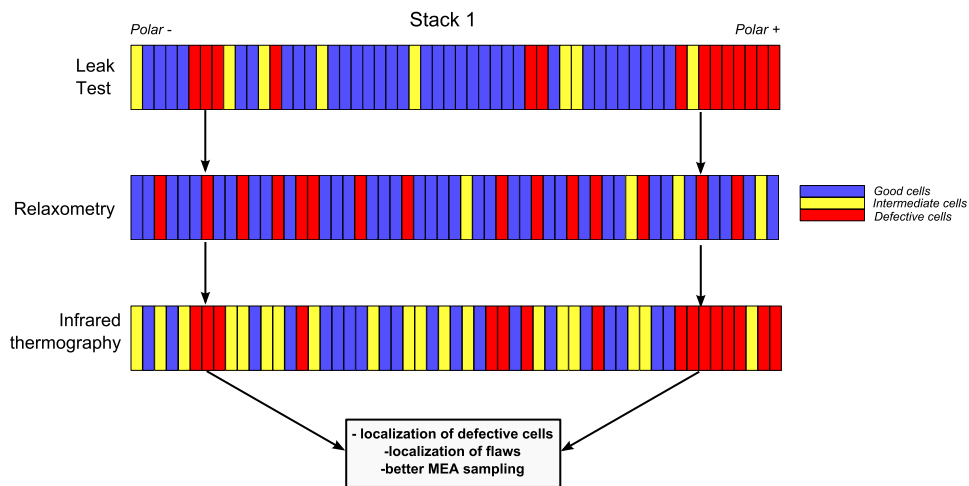 Stack 1
Polar -
Polar +
Leak
Test
Relaxometry
Good cells
Intermediate cells
Defective cells
Infrared
thermography
- localization of defective cells
-localization of flaws
-better MEA sampling